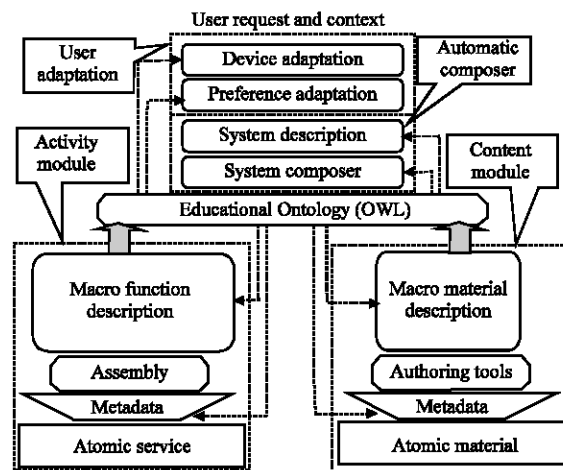 User request and context
User
adaptation
Device adaptation
Automatic
composer
Preference adaptation
Activity
module
System description
Content
module
System composer
Educational Ontology (OWL)
Macro function
description
Macro material
description
Assembly
Authoring tools
Metadata
Metadata
Atomic service
Atomic material